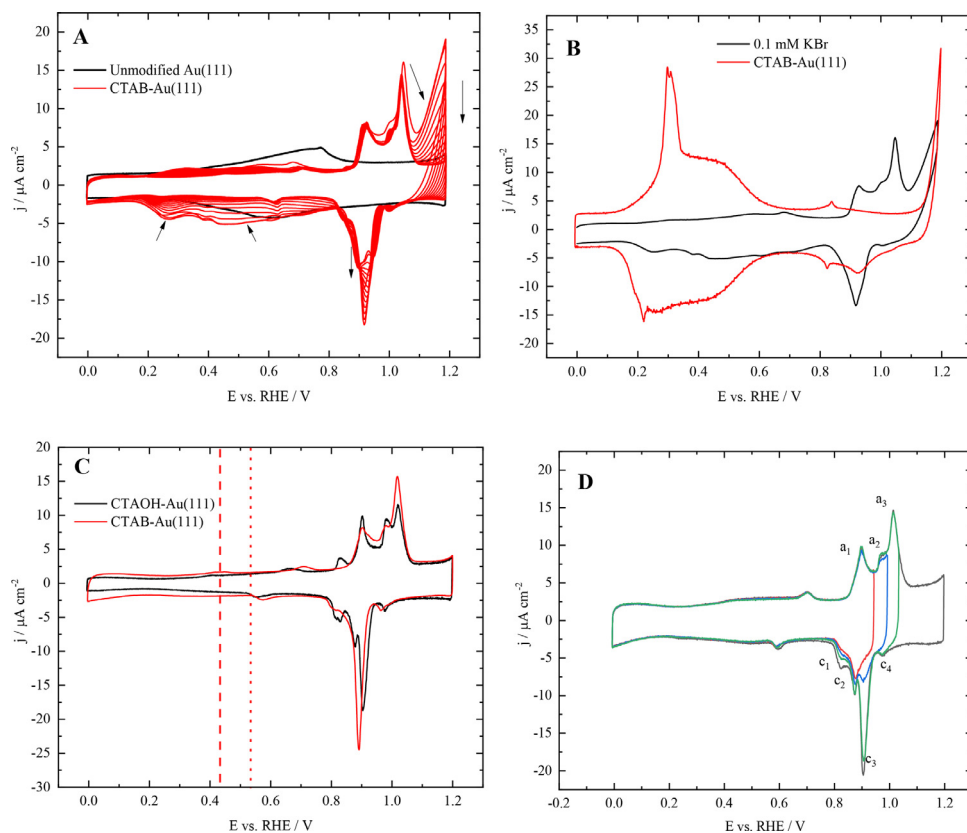 A
Unmodified Au(111)
CTAB-Au(111)
j / μA cm-2
20
15
10
5
0
-5
-10
-15
-20
0.0 0.2 0.4 0.6 0.8 1.0 1.2
E vs. RHE / V
B
0.1 mM KBr
CTAB-Au(111)
j / μA cm-2
35
30
25
20
15
10
5
0
-5
-10
-15
-20
0.0 0.2 0.4 0.6 0.8 1.0 1.2
E vs. RHE / V
C
CTAOH-Au(111)
CTAB-Au(111)
j / μA cm-2
20
15
10
5
0
-5
-10
-15
-20
-25
-30
0.0 0.2 0.4 0.6 0.8 1.0 1.2
E vs. RHE / V
D
a1
a2
a3
c1
c2
c3
c4
j / μA cm-2
20
15
10
5
0
-5
-10
-15
-20
-0.2 0.0 0.2 0.4 0.6 0.8 1.0 1.2
E vs. RHE / V